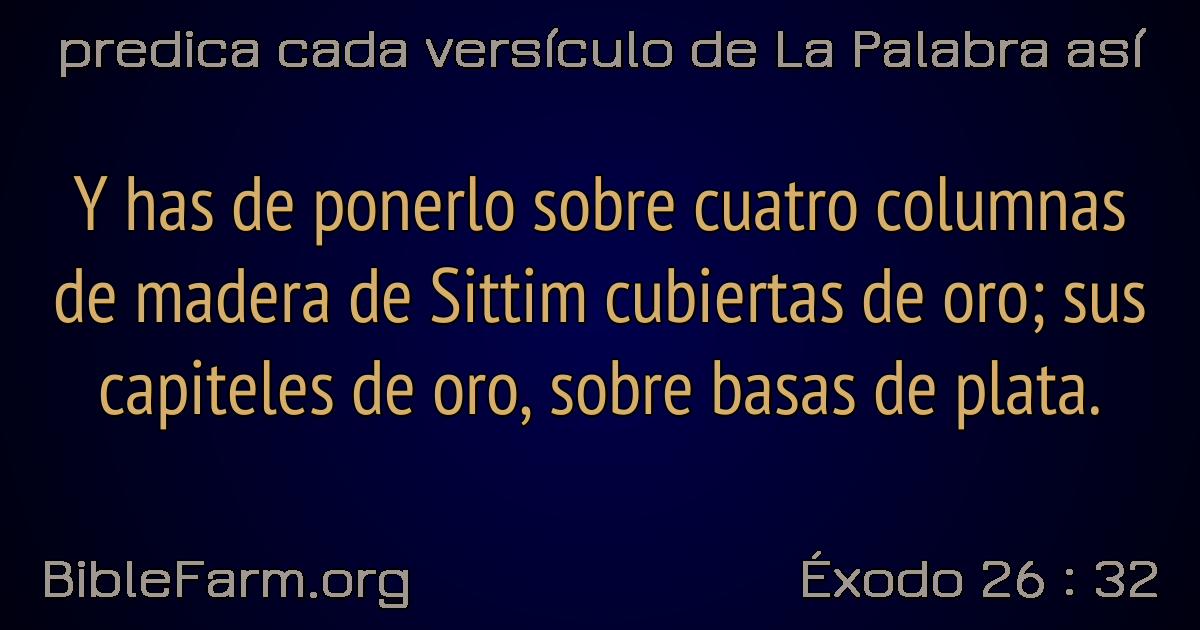 predica cada versículo de La Palabra así
Y has de ponerlo sobre cuatro columnas
de madera de Sittim cubiertas de oro; sus
capiteles de oro, sobre basas de plata.
BibleFarm.org
Éxodo 26 : 32